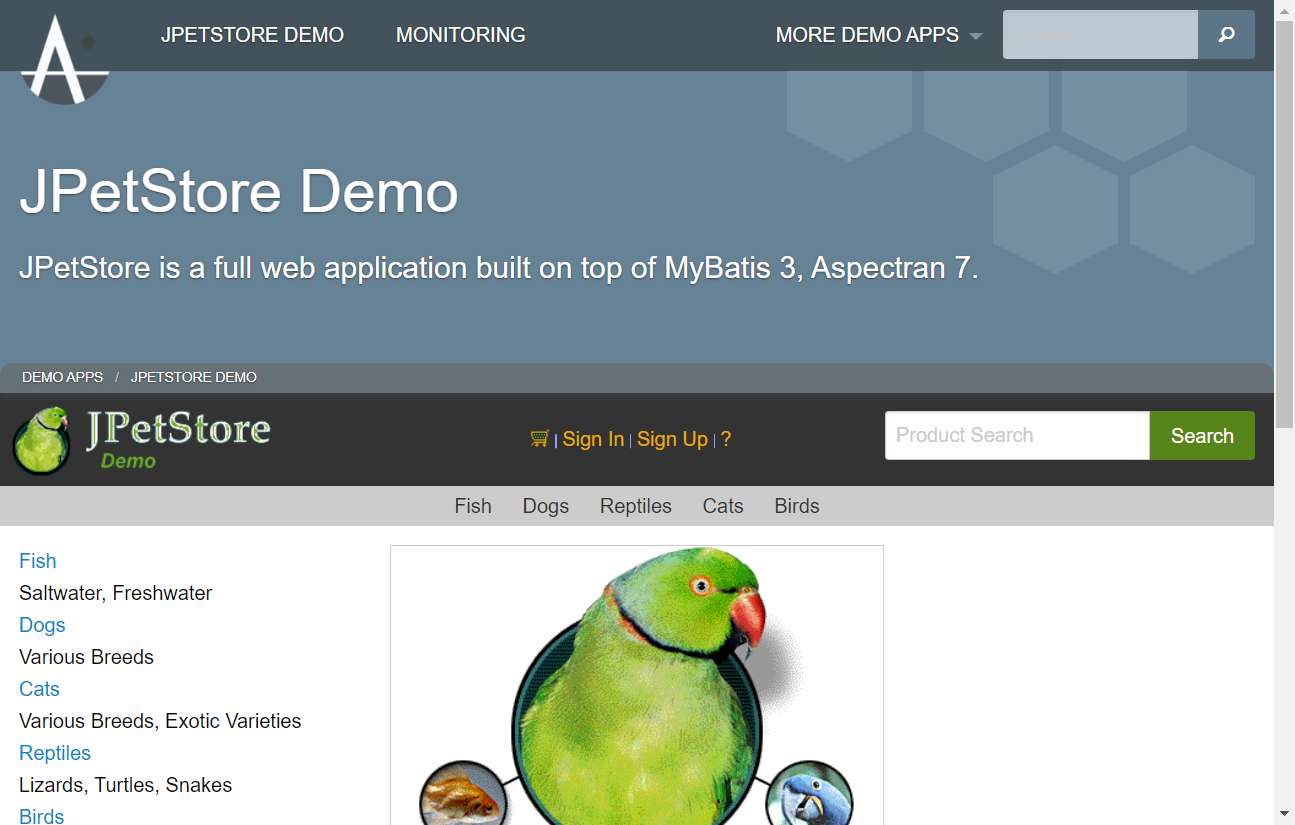 JPETSTORE DEMO MONITORING MORE DEMO APPS
JPetStore Demo
JPetStore is a full web application built on top of MyBatis 3, Aspectran 7.
DEMO APPS / JPETSTORE DEMO
JPetStore
Demo
| Sign In | Sign Up | ?
Product Search Search
Fish Dogs Reptiles Cats Birds
Fish
Saltwater, Freshwater
Dogs
Various Breeds
Cats
Various Breeds, Exotic Varieties
Reptiles
Lizards, Turtles, Snakes
Birds